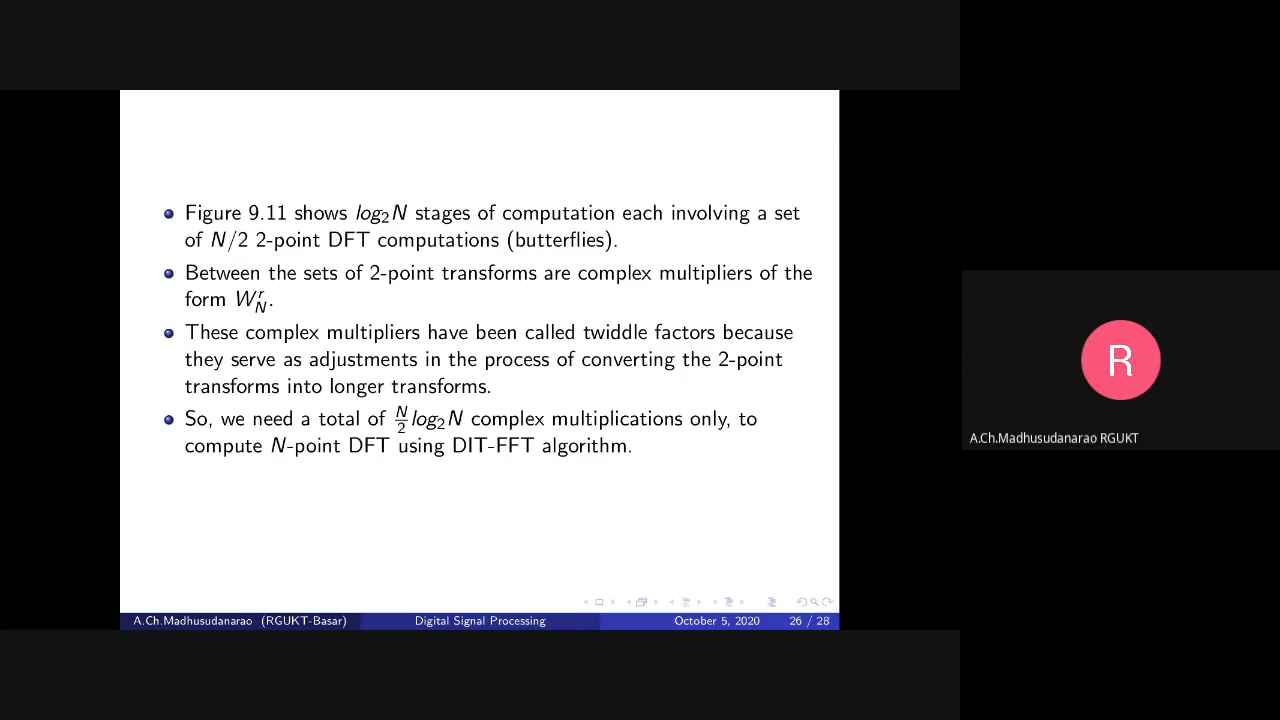 Figure 9.11 shows log₂N stages of computation each involving a set
of N/2 2-point DFT computations (butterflies).
Between the sets of 2-point transforms are complex multipliers of the
form W_N^r.
These complex multipliers have been called twiddle factors because
they serve as adjustments in the process of converting the 2-point
transforms into longer transforms.
So, we need a total of N/2 log₂N complex multiplications only, to
compute N-point DFT using DIT-FFT algorithm.
A.Ch.Madhusudanarao (RGUKT-Basar) Digital Signal Processing October 5, 2020 26 / 28
R
A.Ch.Madhusudanarao RGUKT